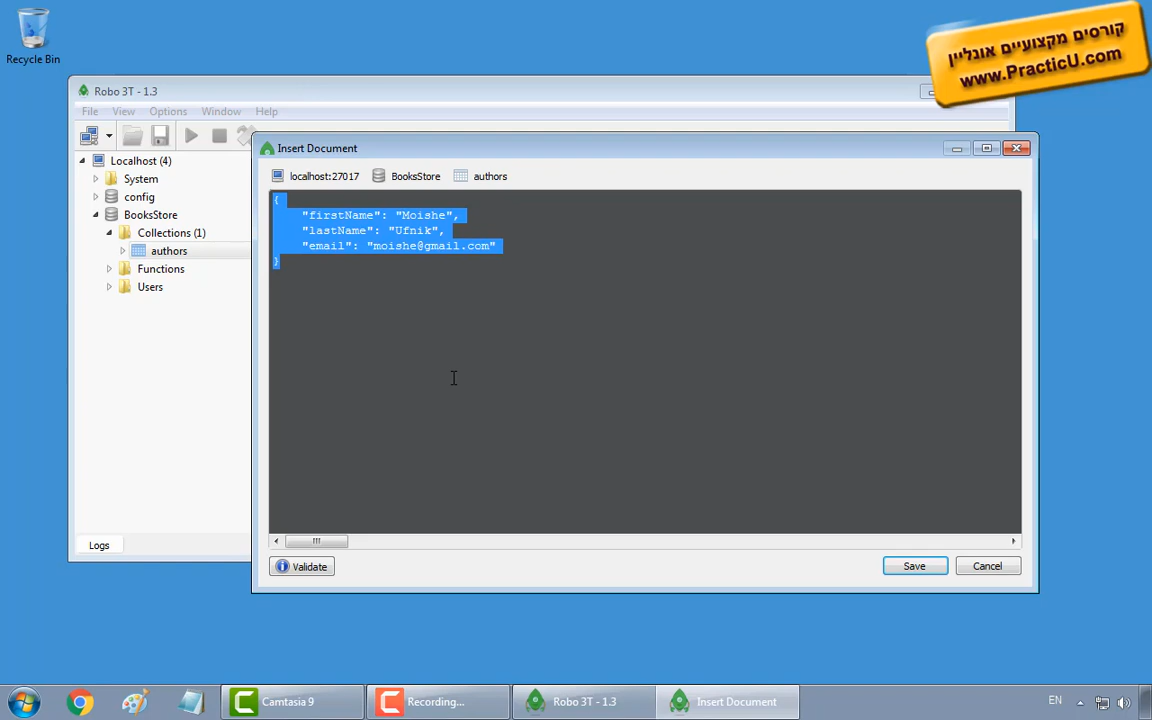 Recycle Bin
קורסים מקצועיים אונליין
www.PracticU.com
Robo 3T - 1.3
File View Options Window Help
Localhost (4)
System
config
BooksStore
Collections (1)
authors
Functions
Users
Logs
Insert Document
localhost:27017 BooksStore authors
{
"firstName": "Moishe",
"lastName": "Ufnik",
"email": "moishe@gmail.com"
}
Validate Save Cancel
Camtasia 9 Recording... Robo 3T - 1.3 Insert Document EN